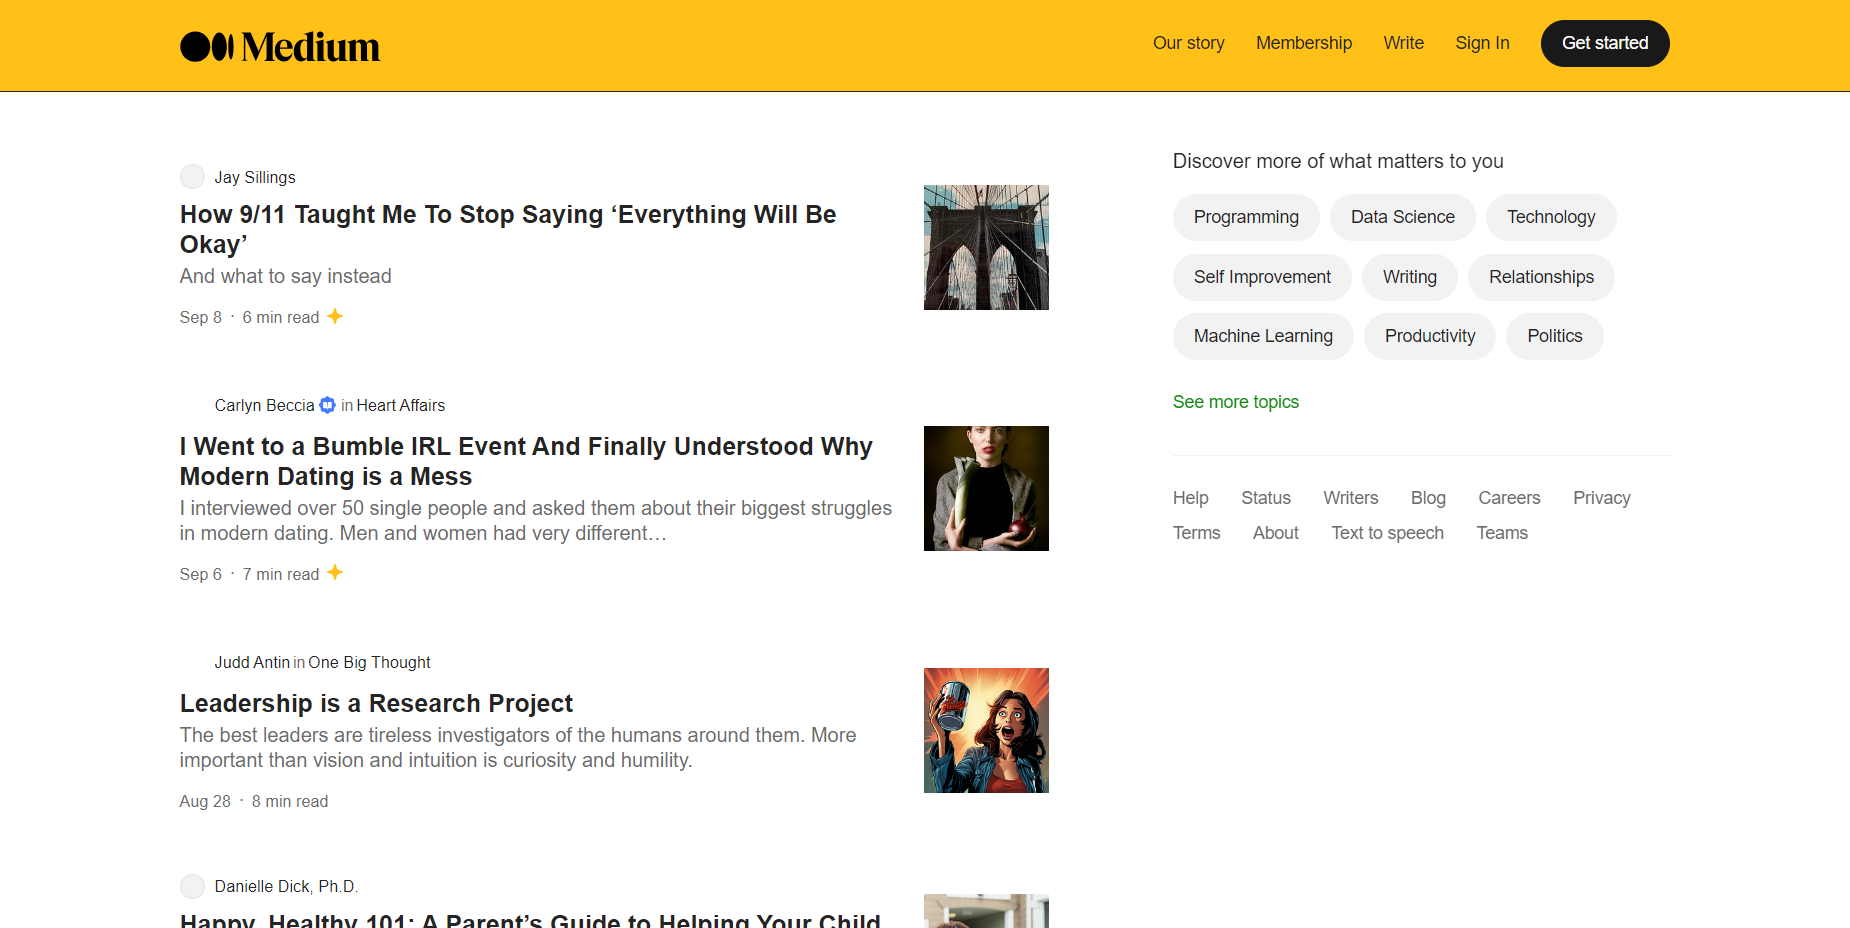 Medium
Our story Membership Write Sign In Get started
Jay Sillings
How 9/11 Taught Me To Stop Saying ‘Everything Will Be
Okay’
And what to say instead
Sep 8 · 6 min read
Carlyn Beccia in Heart Affairs
I Went to a Bumble IRL Event And Finally Understood Why
Modern Dating is a Mess
I interviewed over 50 single people and asked them about their biggest struggles
in modern dating. Men and women had very different…
Sep 6 · 7 min read
Judd Antin in One Big Thought
Leadership is a Research Project
The best leaders are tireless investigators of the humans around them. More
important than vision and intuition is curiosity and humility.
Aug 28 · 8 min read
Danielle Dick, Ph.D.
Happy, Healthy 101: A Parent’s Guide to Helping Your Child
Discover more of what matters to you
Programming Data Science Technology
Self Improvement Writing Relationships
Machine Learning Productivity Politics
See more topics
Help Status Writers Blog Careers Privacy
Terms About Text to speech Teams